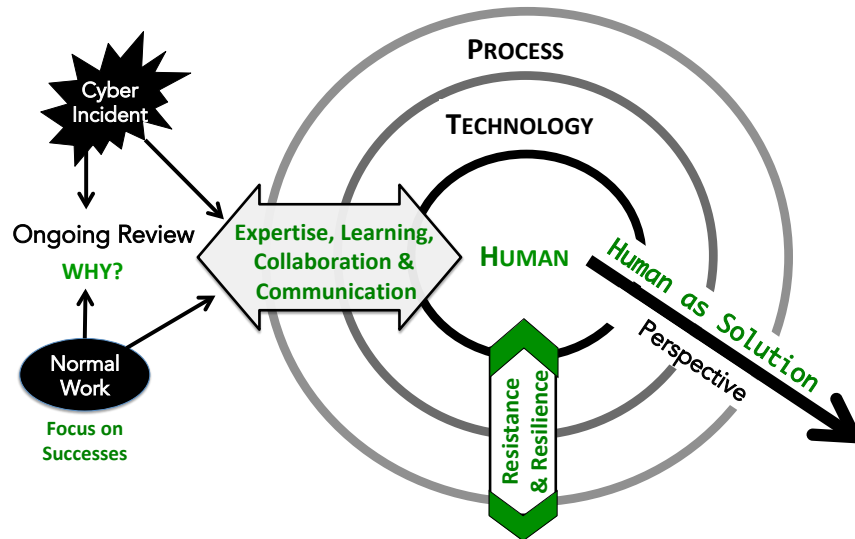 PROCESS
Cyber
Incident
TECHNOLOGY
Ongoing Review
WHY?
Expertise, Learning,
Collaboration &
Communication
HUMAN
Human as Solution
Perspective
Normal
Work
Focus on
Successes
Resistance
& Resilience